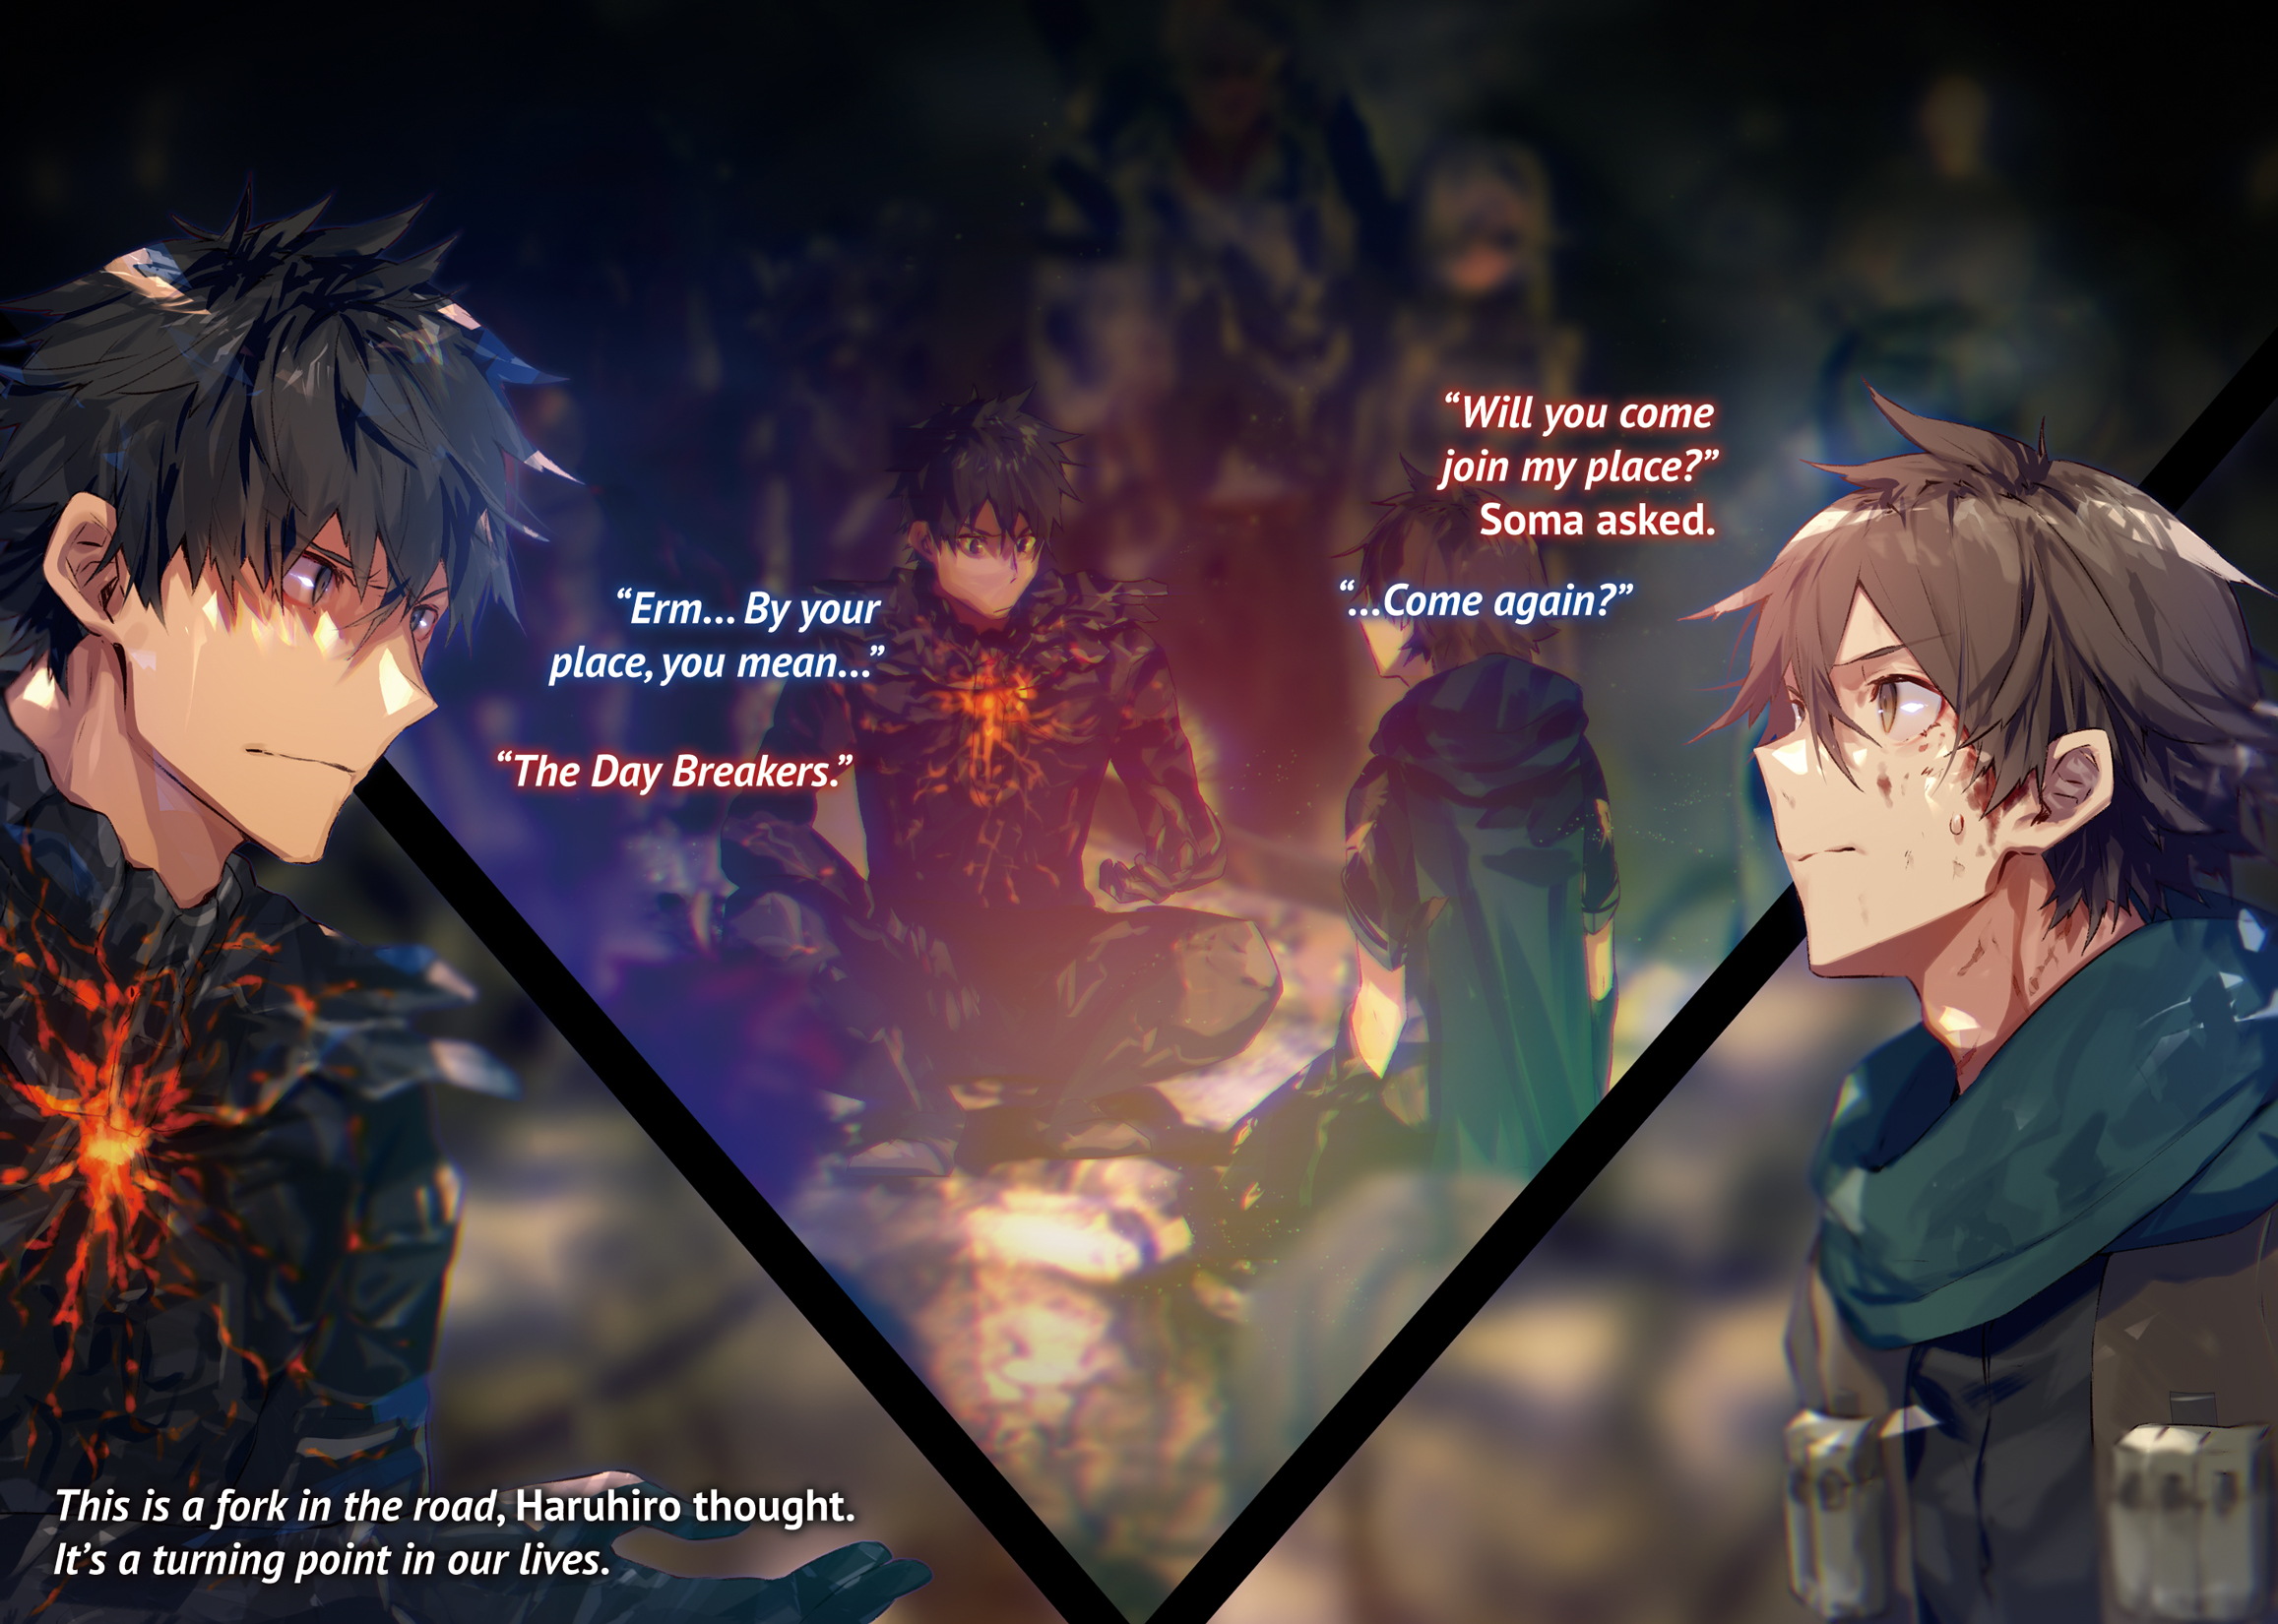 “Will you come
join my place?”
Soma asked.
“...Come again?”
“Erm... By your
place, you mean...”
“The Day Breakers.”
This is a fork in the road, Haruhiro thought.
It’s a turning point in our lives.